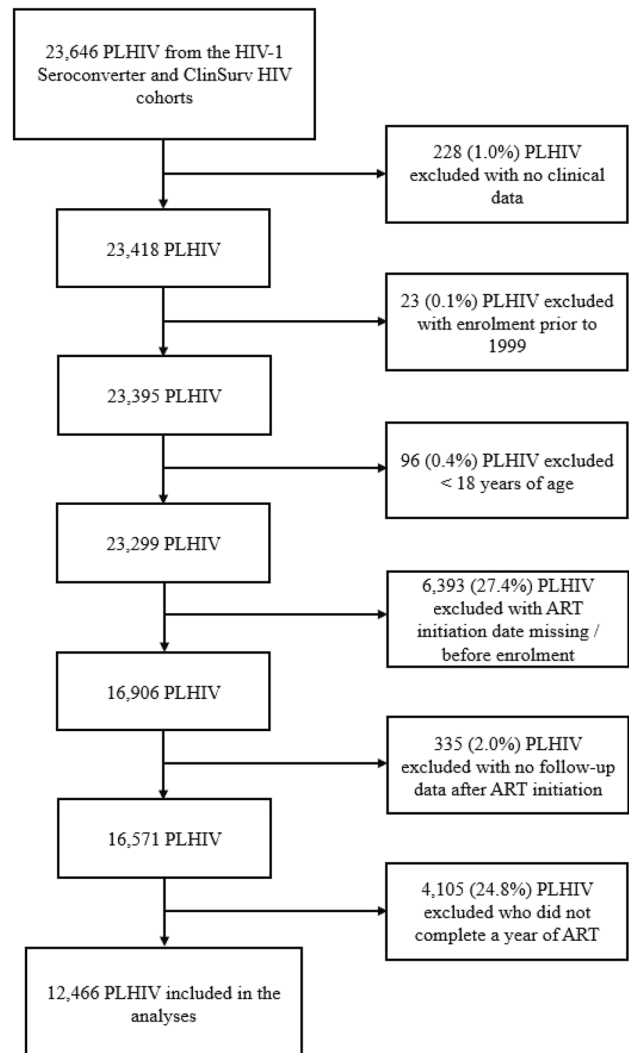 23,646 PLHIV from the HIV-1
Seroconverter and ClinSurv HIV
cohorts
228 (1.0%) PLHIV
excluded with no clinical
data
23,418 PLHIV
23 (0.1%) PLHIV excluded
with enrolment prior to
1999
23,395 PLHIV
96 (0.4%) PLHIV excluded
< 18 years of age
23,299 PLHIV
6,393 (27.4%) PLHIV
excluded with ART
initiation date missing /
before enrolment
16,906 PLHIV
335 (2.0%) PLHIV
excluded with no follow-up
data after ART initiation
16,571 PLHIV
4,105 (24.8%) PLHIV
excluded who did not
complete a year of ART
12,466 PLHIV included in the
analyses